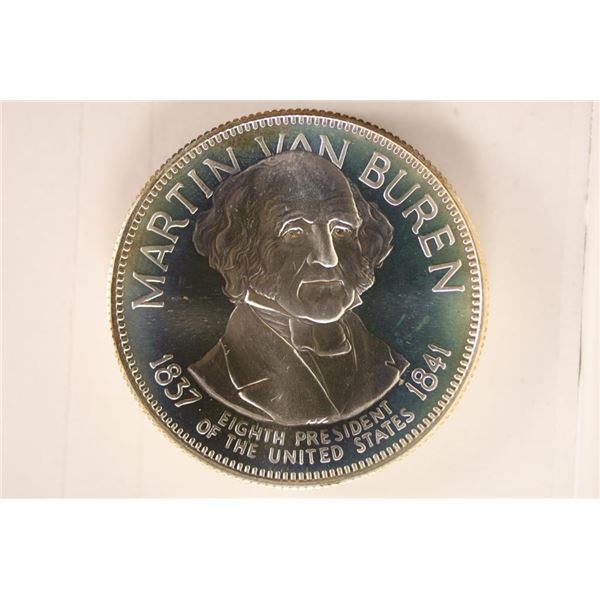 MARTIN VAN BUREN
1837 1841
EIGHTH PRESIDENT
OF THE UNITED STATES